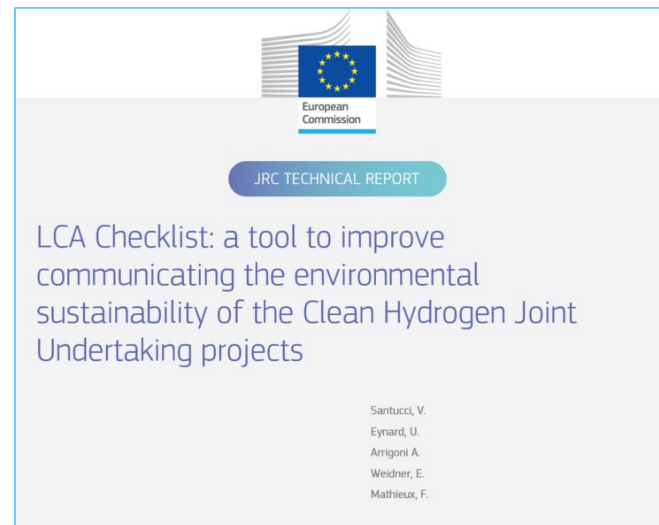 European
Commission
JRC TECHNICAL REPORT
LCA Checklist: a tool to improve
communicating the environmental
sustainability of the Clean Hydrogen Joint
Undertaking projects
Santucci, V.
Eynard, U.
Arrigoni A.
Weidner, E.
Mathieux, F.